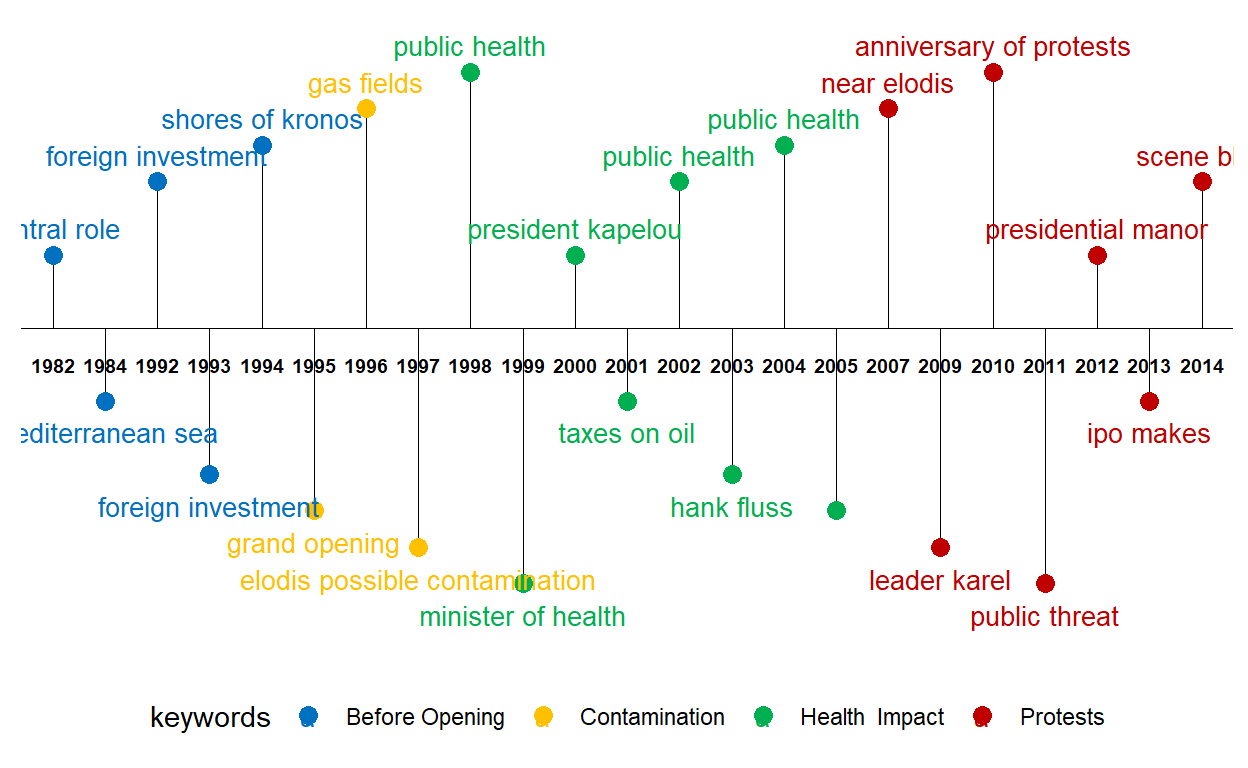 public health
anniversary of protests
gas fields
near elodis
shores of kronos
public health
foreign investment
public health
scene bl
ntral role
president kapelou
presidential manor
1982 1984 1992 1993 1994 1995 1996 1997 1998 1999 2000 2001 2002 2003 2004 2005 2007 2009 2010 2011 2012 2013 2014
editerranean sea
taxes on oil
ipo makes
foreign investment
hank fluss
grand opening
elodis possible contamination
leader karel
minister of health
public threat
keywords Before Opening Contamination Health Impact Protests